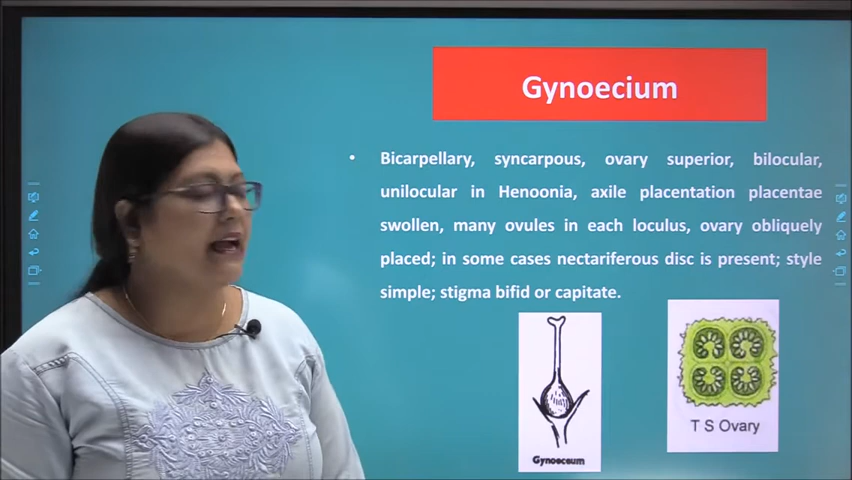 Gynoecium
• Bicarpellary, syncarpous, ovary superior, bilocular,
unilocular in Henoonia, axile placentation placentae
swollen, many ovules in each loculus, ovary obliquely
placed; in some cases nectariferous disc is present; style
simple; stigma bifid or capitate.
Gynoeceum
T S Ovary